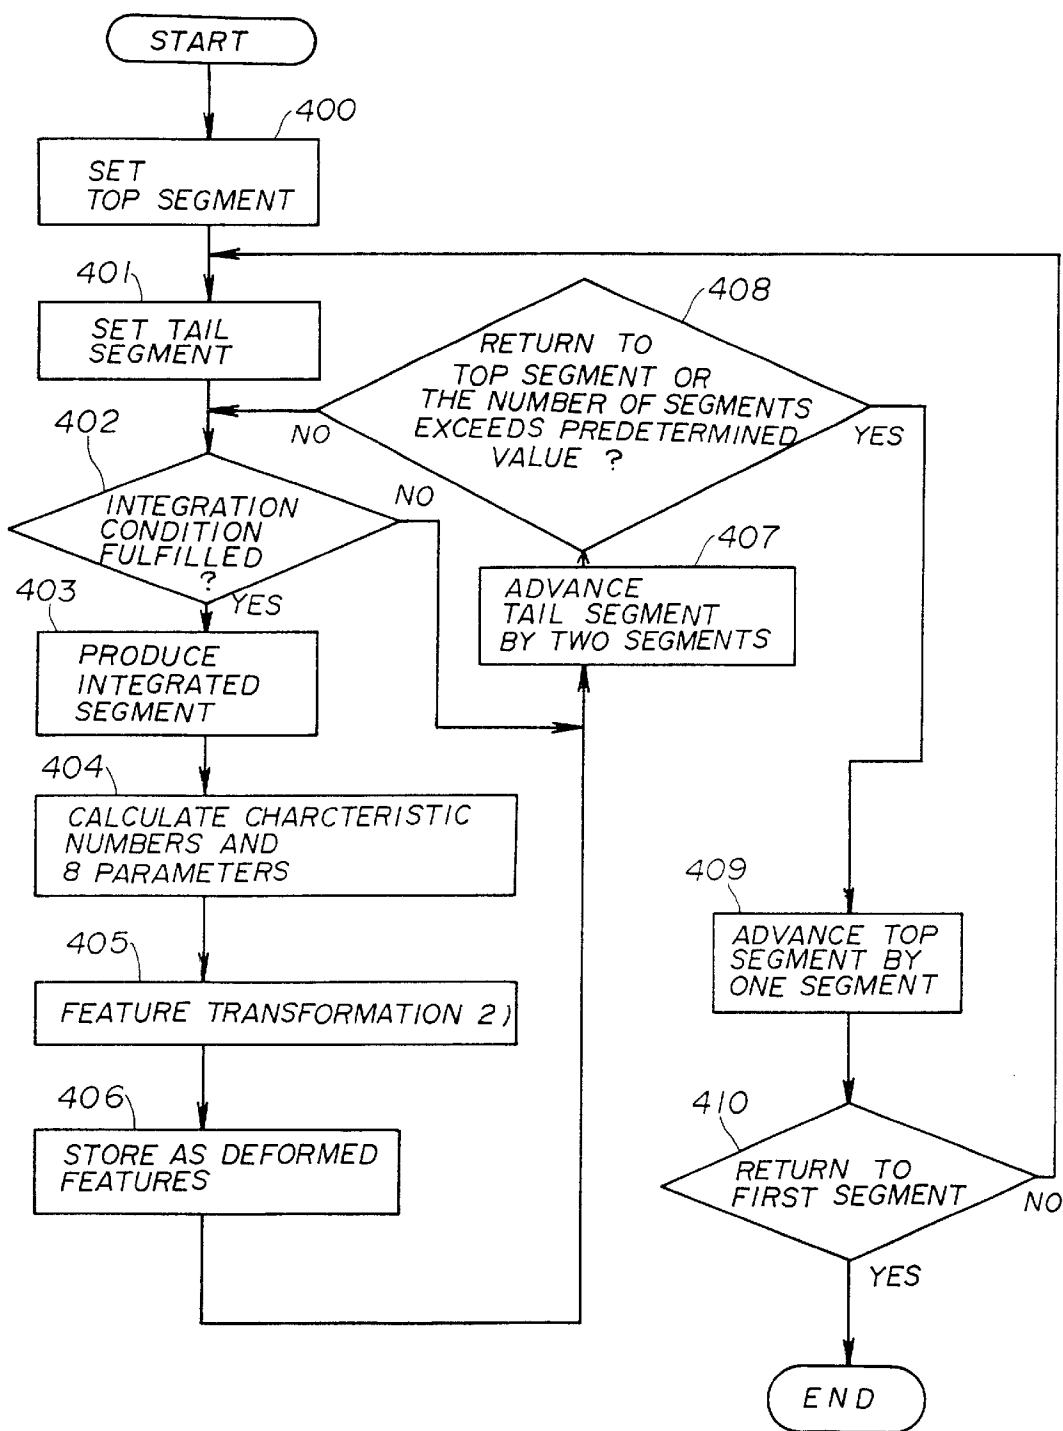 START
400
SET
TOP SEGMENT
401
SET TAIL
SEGMENT
408
RETURN TO
TOP SEGMENT OR
THE NUMBER OF SEGMENTS
EXCEEDS PREDETERMINED
VALUE ?
NO
YES
402
INTEGRATION
CONDITION
FULFILLED
?
NO
YES
407
ADVANCE
TAIL SEGMENT
BY TWO SEGMENTS
403
PRODUCE
INTEGRATED
SEGMENT
404
CALCULATE CHARCTERISTIC
NUMBERS AND
8 PARAMETERS
405
FEATURE TRANSFORMATION 2)
406
STORE AS DEFORMED
FEATURES
409
ADVANCE TOP
SEGMENT BY
ONE SEGMENT
410
RETURN TO
FIRST SEGMENT
NO
YES
END